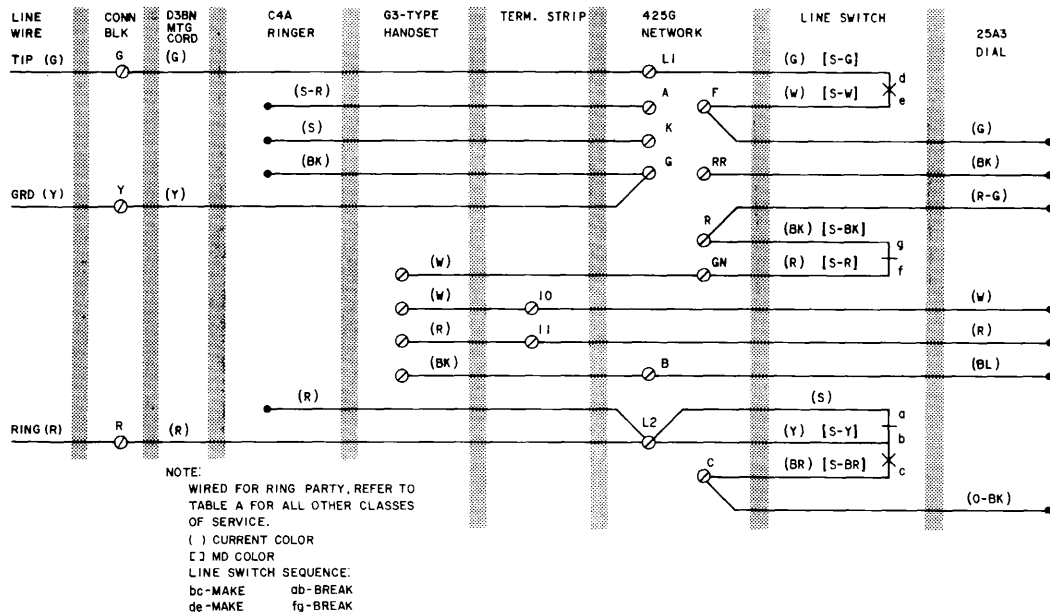 LINE WIRE
CONN BLK
D3BN MTG CORD
C4A RINGER
G3-TYPE HANDSET
TERM. STRIP
425G NETWORK
LINE SWITCH
25A3 DIAL
TIP (G)
G
(G)
L1
(G) [S-G]
d
(S-R)
A
F
(W) [S-W]
e
(S)
K
(G)
(BK)
G
RR
(BK)
GRD (Y)
Y
(Y)
(R-G)
R
(BK) [S-BK]
g
(W)
GN
(R) [S-R]
f
(W)
10
(W)
(R)
11
(R)
(BK)
B
(BL)
(R)
(S)
a
RING (R)
R
(R)
L2
(Y) [S-Y]
b
C
(BR) [S-BR]
c
(O-BK)
NOTE:
WIRED FOR RING PARTY, REFER TO
TABLE A FOR ALL OTHER CLASSES
OF SERVICE.
( ) CURRENT COLOR
[ ] MD COLOR
LINE SWITCH SEQUENCE:
bc-MAKE ab-BREAK
de-MAKE fg-BREAK